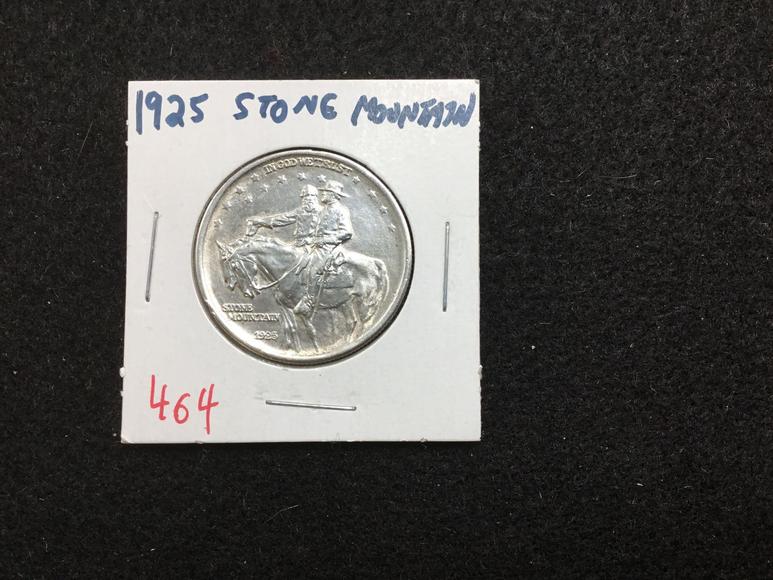 1925 STONE MOUNTAIN
IN GOD WE TRUST
STONE
MOUNTAIN
1925
464